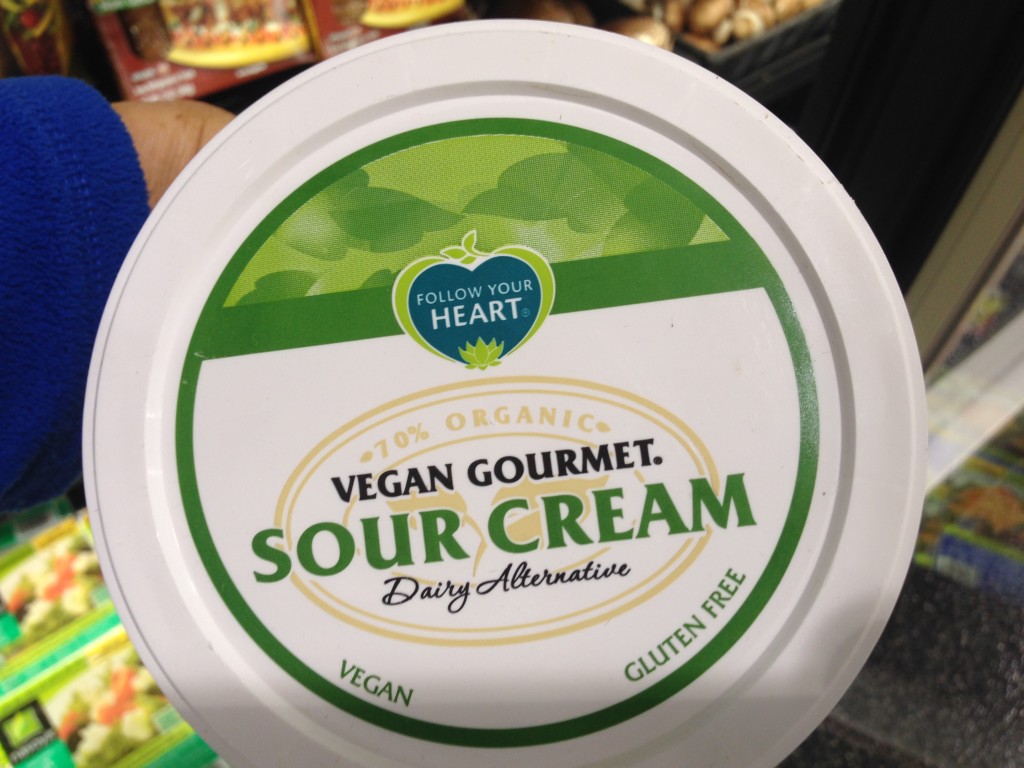 FOLLOW YOUR
HEART®
•70% ORGANIC•
VEGAN GOURMET.
SOUR CREAM
Dairy Alternative
VEGAN
GLUTEN FREE